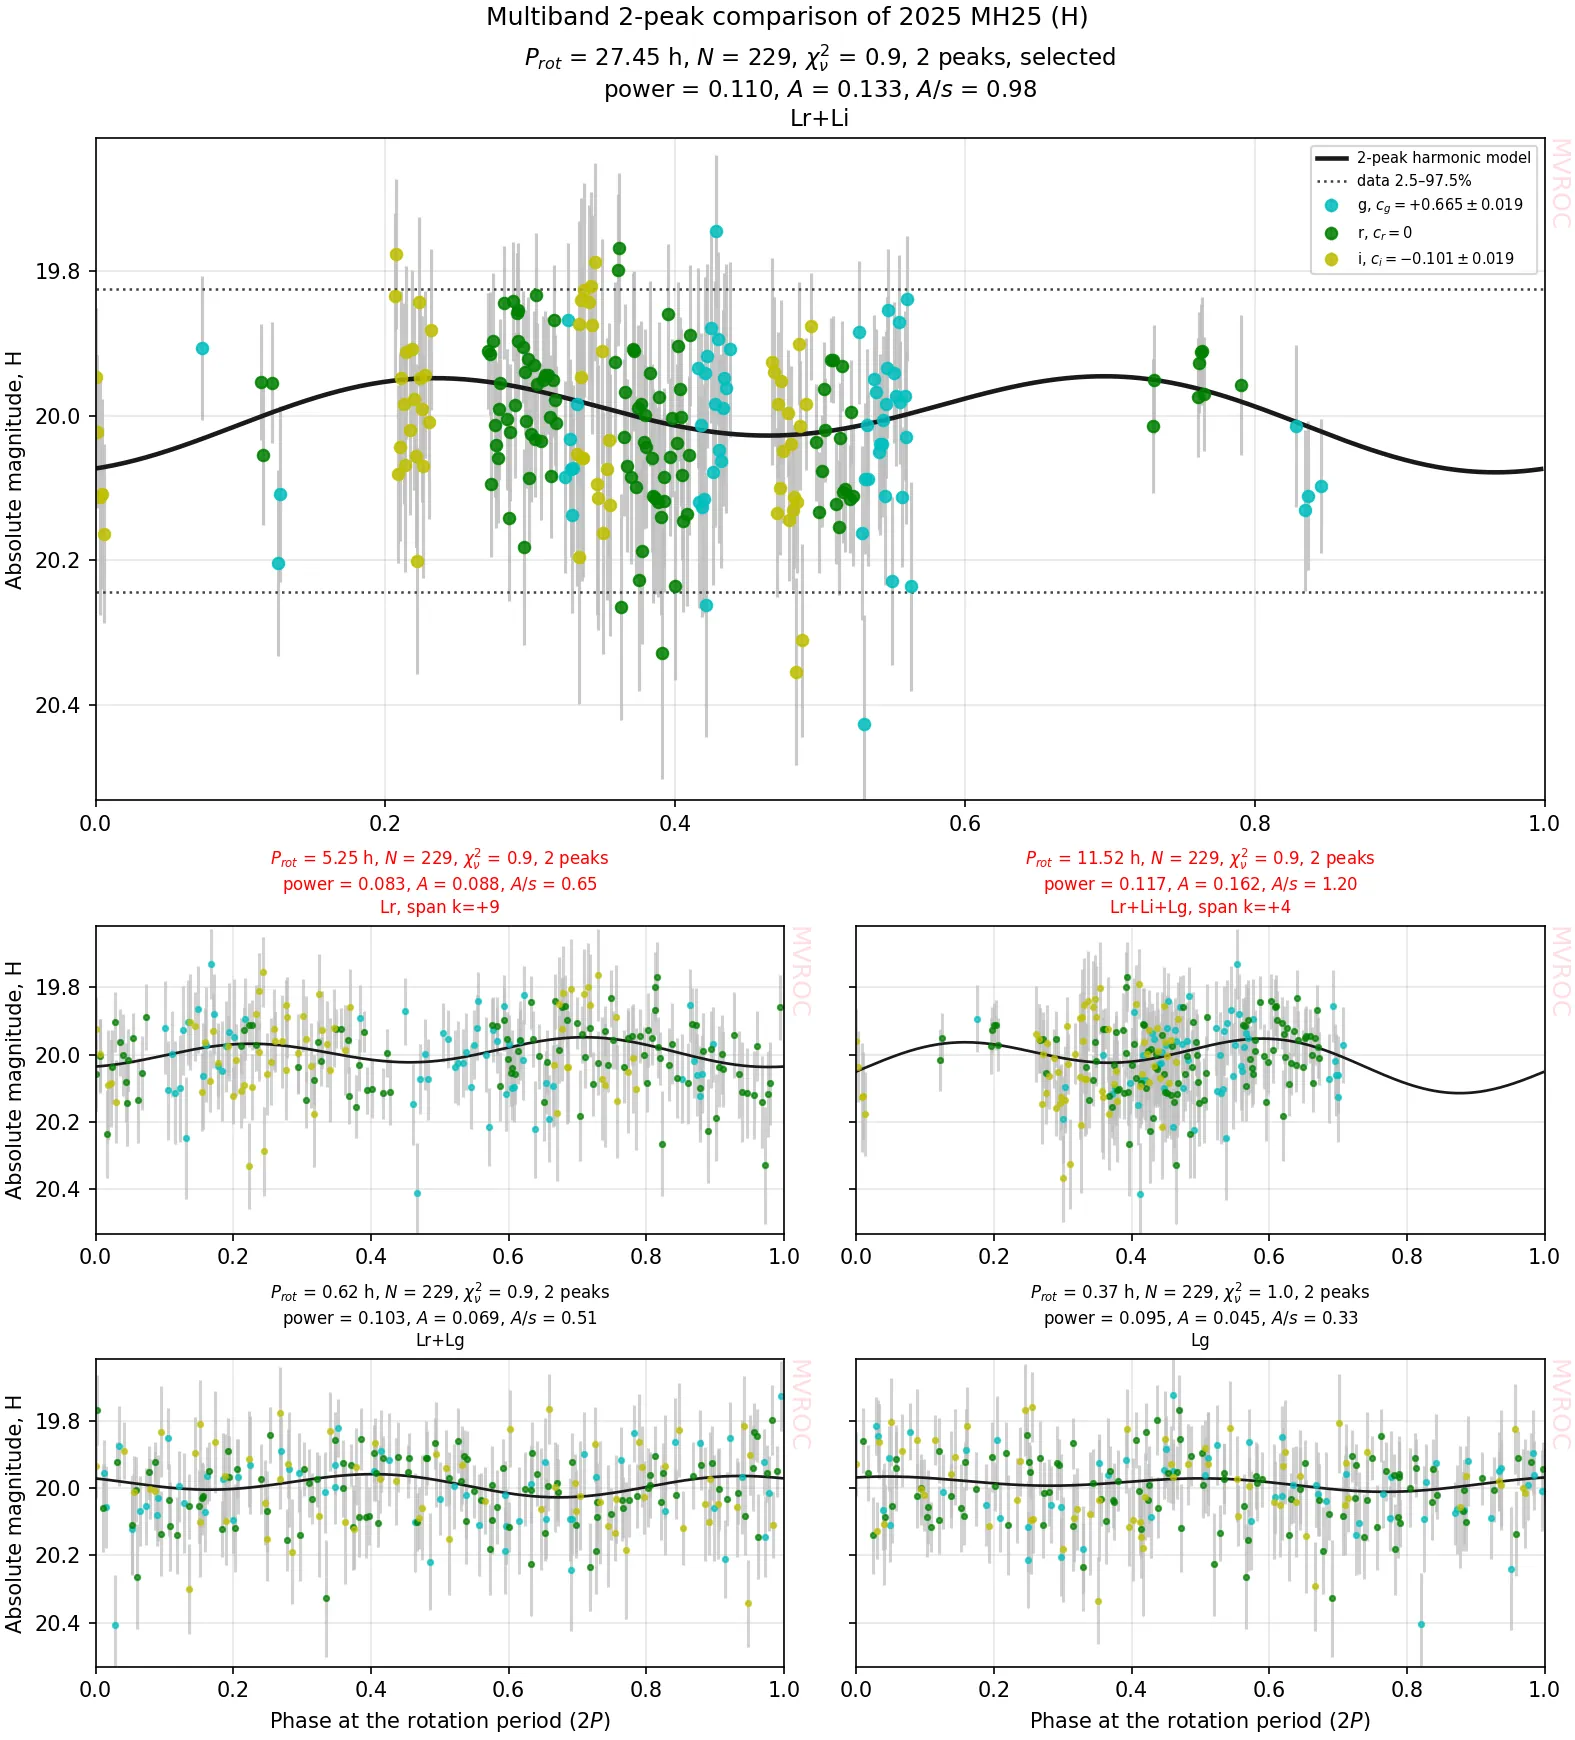 Multiband 2-peak comparison of 2025 MH25 (H)
P_rot = 27.45 h, N = 229, χ²_ν = 0.9, 2 peaks, selected
power = 0.110, A = 0.133, A/s = 0.98
Lr+Li
MVROC
2-peak harmonic model
data 2.5–97.5%
g, c_g = +0.665 ± 0.019
r, c_r = 0
i, c_i = −0.101 ± 0.019
Absolute magnitude, H
19.8
20.0
20.2
20.4
0.0 0.2 0.4 0.6 0.8 1.0
P_rot = 5.25 h, N = 229, χ²_ν = 0.9, 2 peaks
power = 0.083, A = 0.088, A/s = 0.65
Lr, span k=+9
MVROC
Absolute magnitude, H
19.8
20.0
20.2
20.4
0.0 0.2 0.4 0.6 0.8 1.0
P_rot = 11.52 h, N = 229, χ²_ν = 0.9, 2 peaks
power = 0.117, A = 0.162, A/s = 1.20
Lr+Li+Lg, span k=+4
MVROC
0.0 0.2 0.4 0.6 0.8 1.0
P_rot = 0.62 h, N = 229, χ²_ν = 0.9, 2 peaks
power = 0.103, A = 0.069, A/s = 0.51
Lr+Lg
MVROC
Absolute magnitude, H
19.8
20.0
20.2
20.4
0.0 0.2 0.4 0.6 0.8 1.0
Phase at the rotation period (2P)
P_rot = 0.37 h, N = 229, χ²_ν = 1.0, 2 peaks
power = 0.095, A = 0.045, A/s = 0.33
Lg
MVROC
0.0 0.2 0.4 0.6 0.8 1.0
Phase at the rotation period (2P)